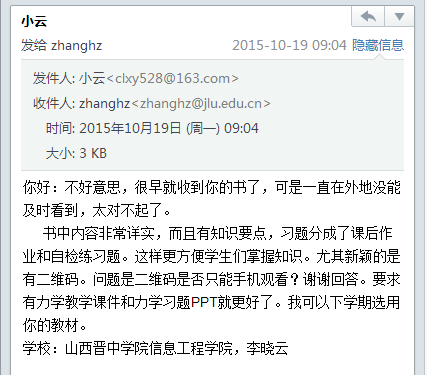 小云
发给 zhanghz 2015-10-19 09:04 隐藏信息
发件人: 小云<clxy528@163.com>
收件人: zhanghz<zhanghz@jlu.edu.cn>
时间: 2015年10月19日 (周一) 09:04
大小: 3 KB
你好：不好意思，很早就收到你的书了，可是一直在外地没能
及时看到，太对不起了。
书中内容非常详实，而且有知识要点，习题分成了课后作
业和自检练习题。这样更方便学生们掌握知识。尤其新颖的是
有二维码。问题是二维码是否只能手机观看？谢谢回答。要求
有力学教学课件和力学习题PPT就更好了。我可以下学期选用
你的教材。
学校：山西晋中学院信息工程学院，李晓云